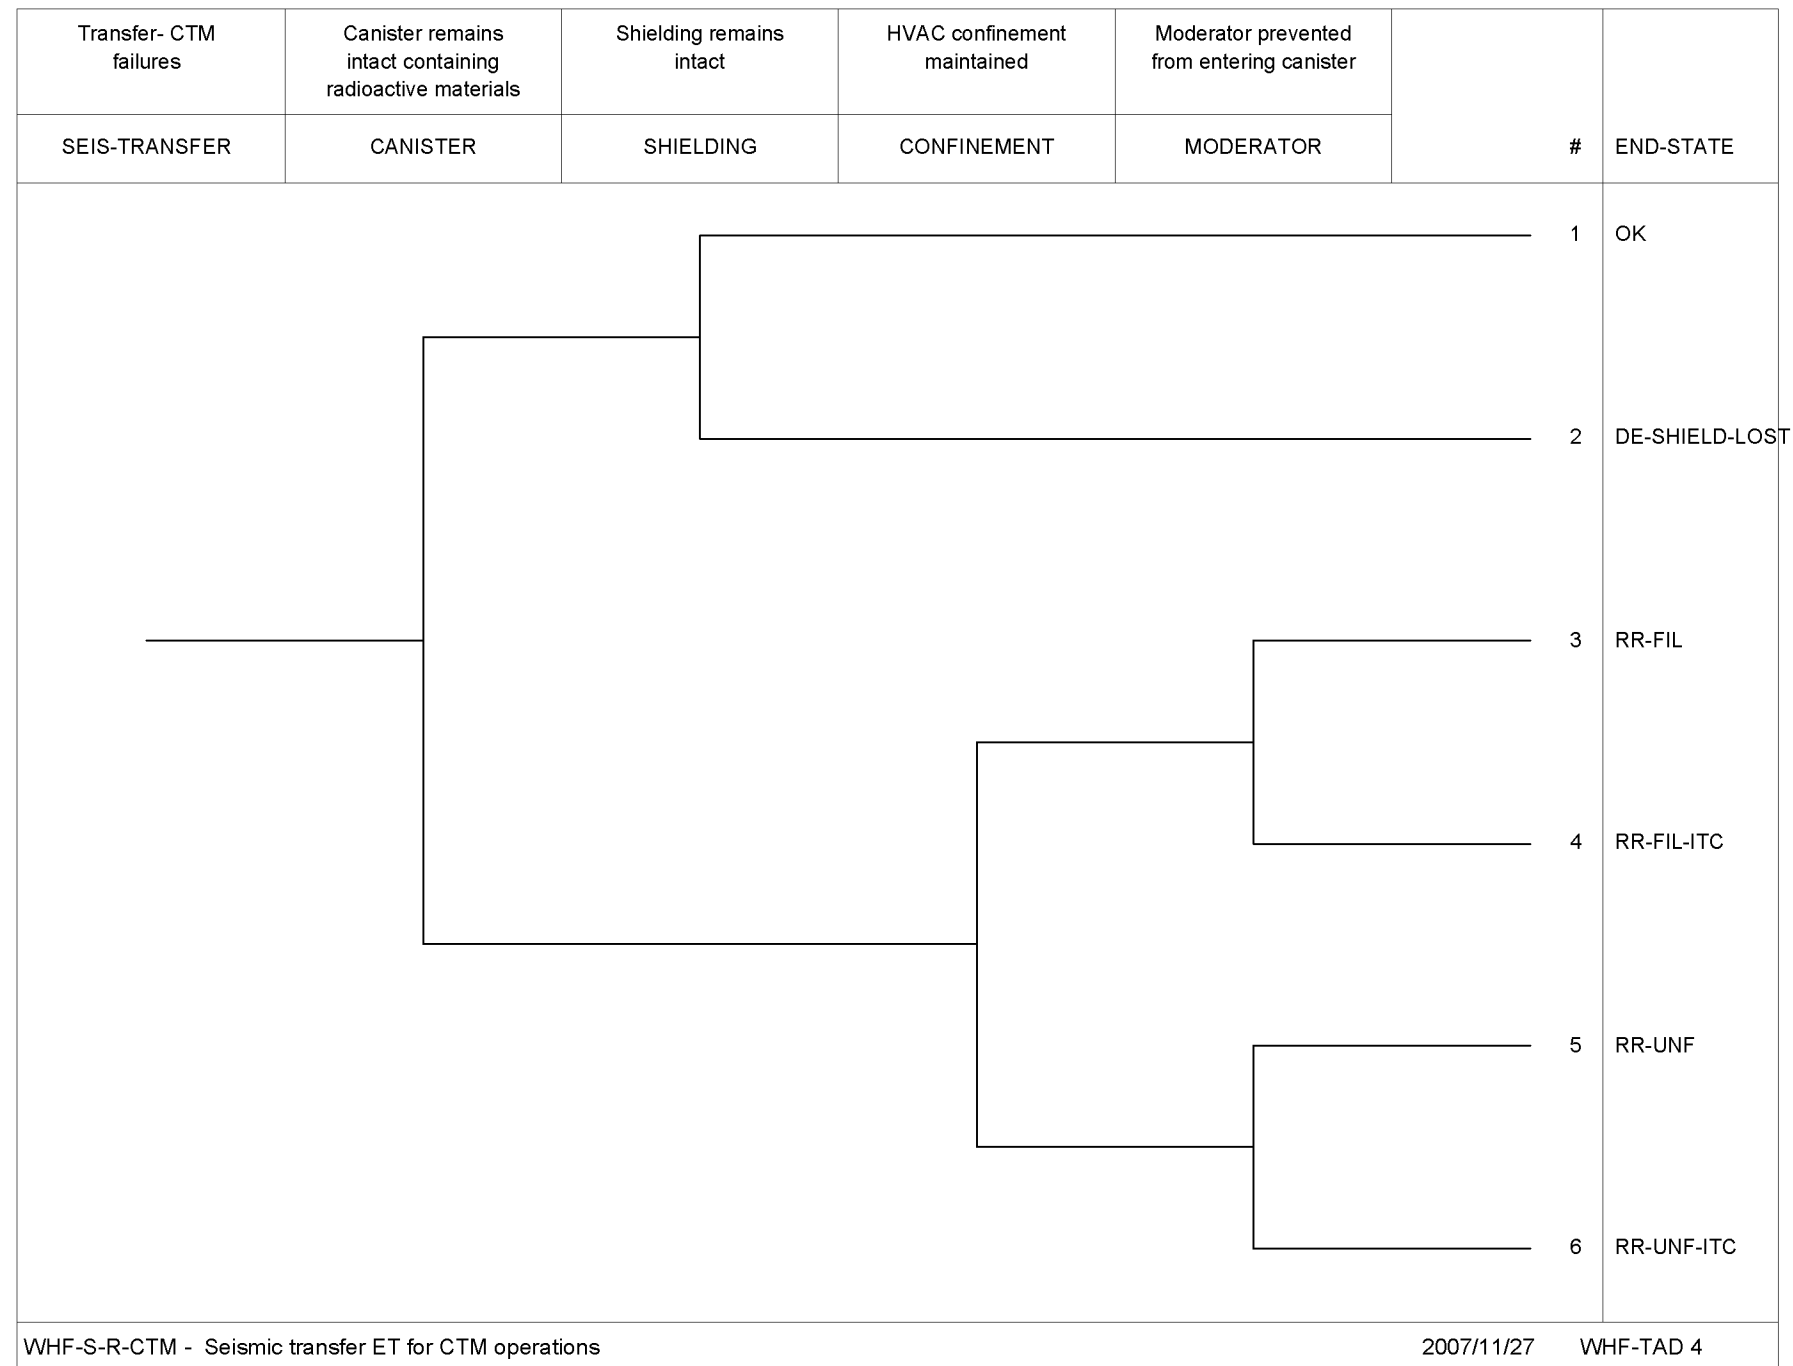 Transfer- CTM
failures
Canister remains
intact containing
radioactive materials
Shielding remains
intact
HVAC confinement
maintained
Moderator prevented
from entering canister
SEIS-TRANSFER
CANISTER
SHIELDING
CONFINEMENT
MODERATOR
#
END-STATE
1 OK
2 DE-SHIELD-LOST
3 RR-FIL
4 RR-FIL-ITC
5 RR-UNF
6 RR-UNF-ITC
WHF-S-R-CTM - Seismic transfer ET for CTM operations
2007/11/27
WHF-TAD 4